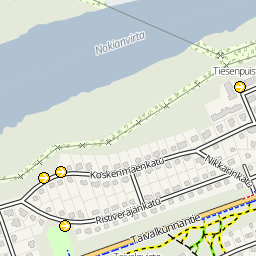 Nokianvirta
Tiesenpuis
Koskenmäenkatu
Nikkarinkatu
Ristiveräjänkatu
Taivalkunnantie